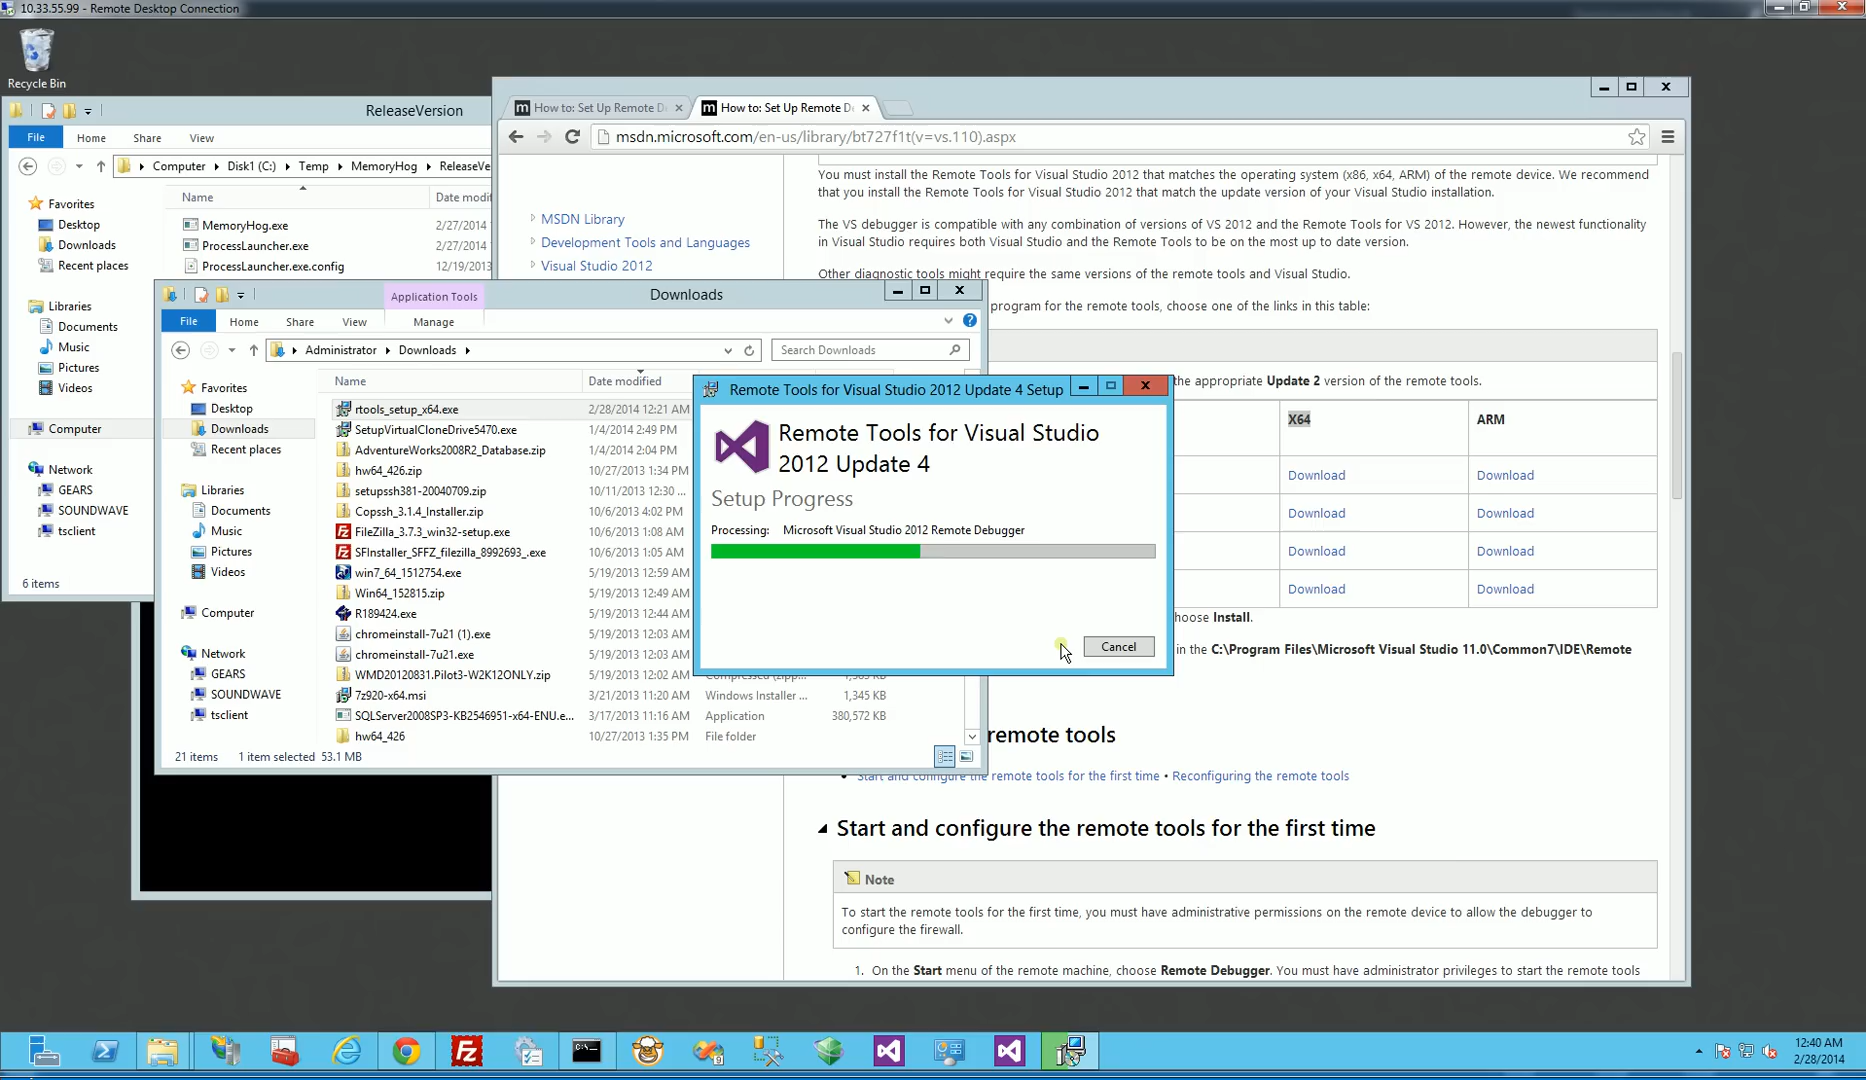 10.33.55.99 - Remote Desktop Connection
Recycle Bin
ReleaseVersion
File Home Share View
Computer Disk1 (C:) Temp MemoryHog ReleaseVe
Name Date modif
Favorites
Desktop
Downloads
Recent places
Libraries
Documents
Music
Pictures
Videos
Computer
Network
GEARS
SOUNDWAVE
tsclient
6 items
MemoryHog.exe 2/27/2014
ProcessLauncher.exe 2/27/2014
ProcessLauncher.exe.config 12/19/2013
How to: Set Up Remote D
How to: Set Up Remote D
msdn.microsoft.com/en-us/library/bt727f1t(v=vs.110).aspx
MSDN Library
Development Tools and Languages
Visual Studio 2012
You must install the Remote Tools for Visual Studio 2012 that matches the operating system (x86, x64, ARM) of the remote device. We recommend
that you install the Remote Tools for Visual Studio 2012 that match the update version of your Visual Studio installation.
The VS debugger is compatible with any combination of versions of VS 2012 and the Remote Tools for VS 2012. However, the newest functionality
in Visual Studio requires both Visual Studio and the Remote Tools to be on the most up to date version.
Other diagnostic tools might require the same versions of the remote tools and Visual Studio.
program for the remote tools, choose one of the links in this table:
the appropriate Update 2 version of the remote tools.
X64 ARM
Download Download
Download Download
Download Download
Download Download
hoose Install.
in the C:\Program Files\Microsoft Visual Studio 11.0\Common7\IDE\Remote
remote tools
Start and configure the remote tools for the first time • Reconfiguring the remote tools
Start and configure the remote tools for the first time
Note
To start the remote tools for the first time, you must have administrative permissions on the remote device to allow the debugger to
configure the firewall.
1. On the Start menu of the remote machine, choose Remote Debugger. You must have administrator privileges to start the remote tools
Application Tools
Downloads
File Home Share View Manage
Administrator Downloads
Search Downloads
Name Date modified
Favorites
Desktop
Downloads
Recent places
Libraries
Documents
Music
Pictures
Videos
Computer
Network
GEARS
SOUNDWAVE
tsclient
rtools_setup_x64.exe 2/28/2014 12:21 AM
SetupVirtualCloneDrive5470.exe 1/4/2014 2:49 PM
AdventureWorks2008R2_Database.zip 1/4/2014 2:04 PM
hw64_426.zip 10/27/2013 1:34 PM
setupssh381-20040709.zip 10/11/2013 12:30 ...
Copssh_3.1.4_Installer.zip 10/6/2013 4:02 PM
FileZilla_3.7.3_win32-setup.exe 10/6/2013 1:08 AM
SFInstaller_SFFZ_filezilla_8992693_.exe 10/6/2013 1:05 AM
win7_64_1512754.exe 5/19/2013 12:59 AM
Win64_152815.zip 5/19/2013 12:49 AM
R189424.exe 5/19/2013 12:44 AM
chromeinstall-7u21 (1).exe 5/19/2013 12:03 AM
chromeinstall-7u21.exe 5/19/2013 12:03 AM
WMD20120831.Pilot3-W2K12ONLY.zip 5/19/2013 12:02 AM
7z920-x64.msi 3/21/2013 11:20 AM Windows Installer ... 1,345 KB
SQLServer2008SP3-KB2546951-x64-ENU.e... 3/17/2013 11:16 AM Application 380,572 KB
hw64_426 10/27/2013 1:35 PM File folder
21 items 1 item selected 53.1 MB
Remote Tools for Visual Studio 2012 Update 4 Setup
Remote Tools for Visual Studio
2012 Update 4
Setup Progress
Processing: Microsoft Visual Studio 2012 Remote Debugger
Cancel
12:40 AM
2/28/2014